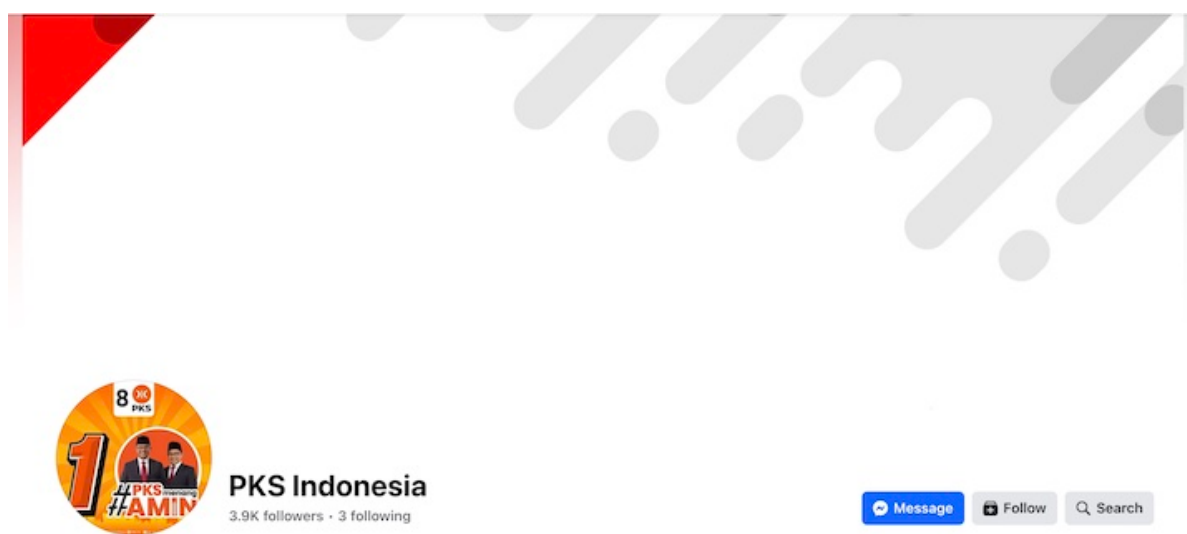 8
PKS
1
#PKS menang
#AMIN
PKS Indonesia
3.9K followers · 3 following
Message
Follow
Search